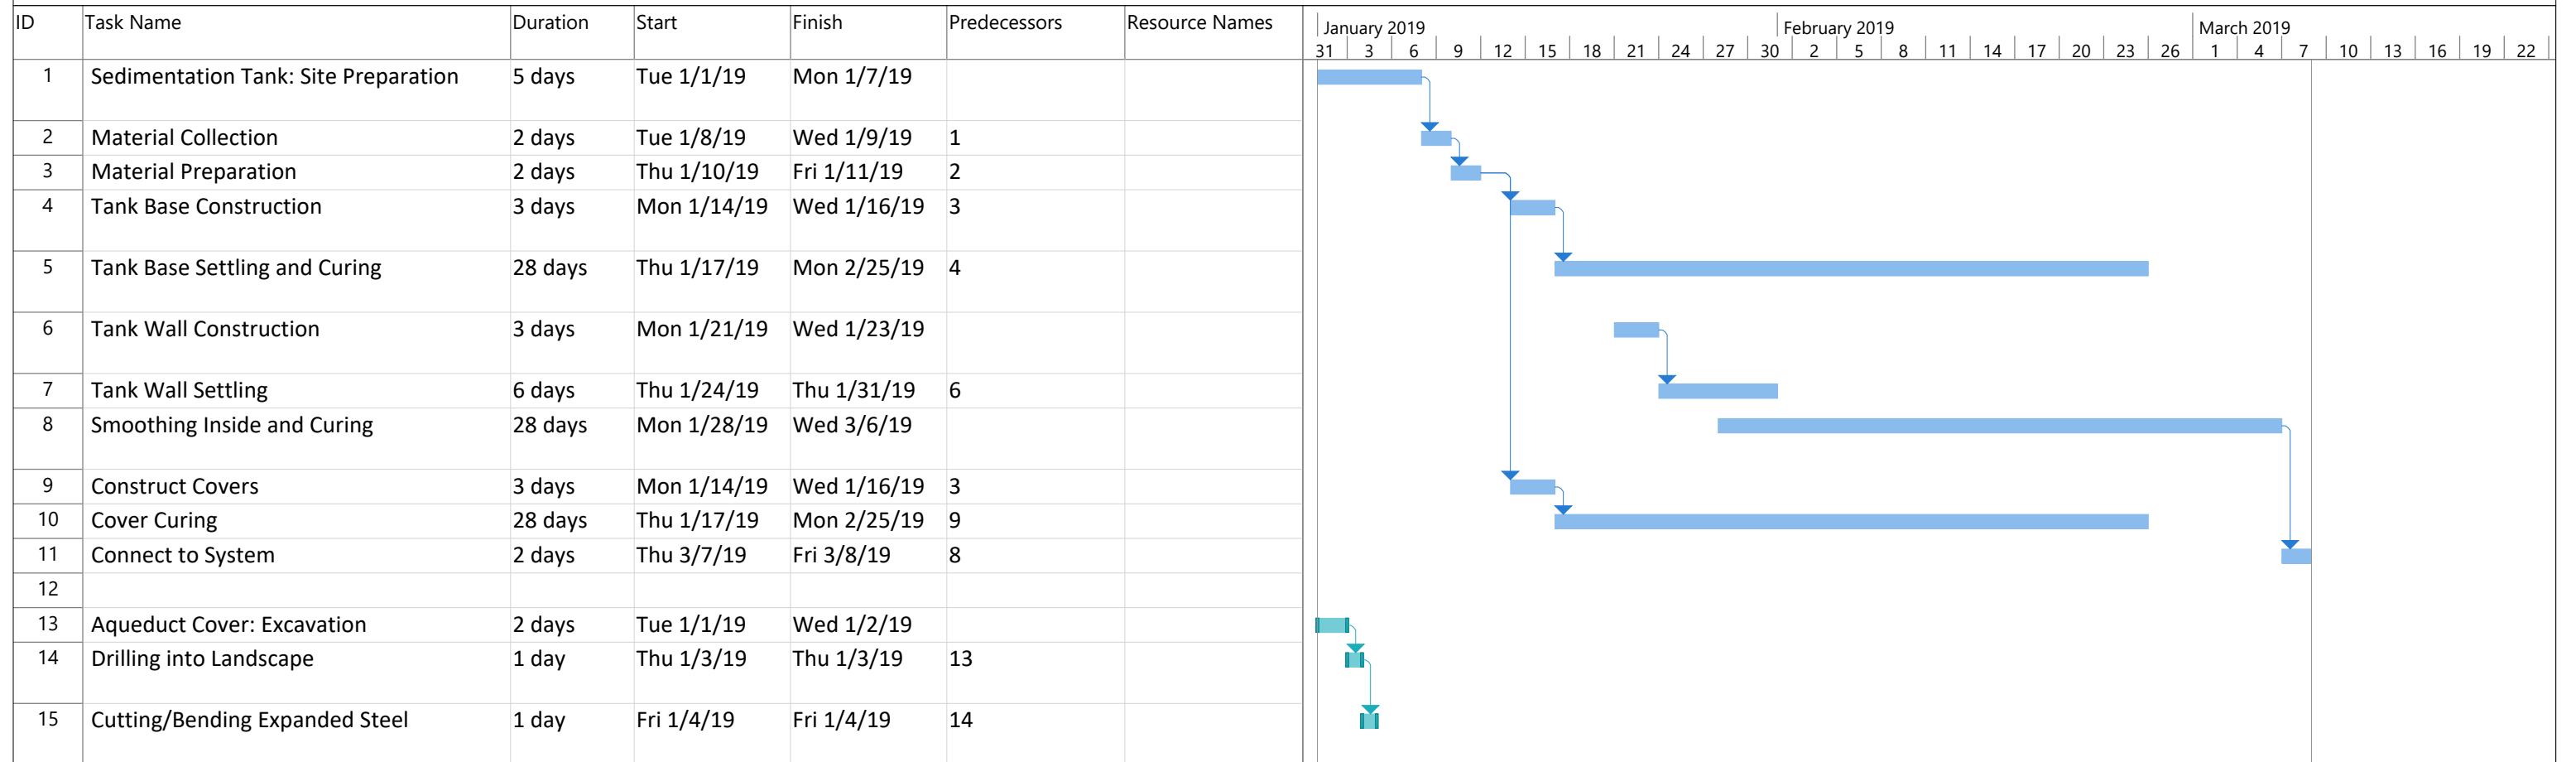 ID Task Name Duration Start Finish Predecessors Resource Names
January 2019 February 2019 March 2019
31 3 6 9 12 15 18 21 24 27 30 2 5 8 11 14 17 20 23 26 1 4 7 10 13 16 19 22
1 Sedimentation Tank: Site Preparation 5 days Tue 1/1/19 Mon 1/7/19
2 Material Collection 2 days Tue 1/8/19 Wed 1/9/19 1
3 Material Preparation 2 days Thu 1/10/19 Fri 1/11/19 2
4 Tank Base Construction 3 days Mon 1/14/19 Wed 1/16/19 3
5 Tank Base Settling and Curing 28 days Thu 1/17/19 Mon 2/25/19 4
6 Tank Wall Construction 3 days Mon 1/21/19 Wed 1/23/19
7 Tank Wall Settling 6 days Thu 1/24/19 Thu 1/31/19 6
8 Smoothing Inside and Curing 28 days Mon 1/28/19 Wed 3/6/19
9 Construct Covers 3 days Mon 1/14/19 Wed 1/16/19 3
10 Cover Curing 28 days Thu 1/17/19 Mon 2/25/19 9
11 Connect to System 2 days Thu 3/7/19 Fri 3/8/19 8
12
13 Aqueduct Cover: Excavation 2 days Tue 1/1/19 Wed 1/2/19
14 Drilling into Landscape 1 day Thu 1/3/19 Thu 1/3/19 13
15 Cutting/Bending Expanded Steel 1 day Fri 1/4/19 Fri 1/4/19 14